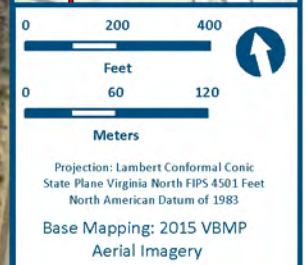 0 200 400
Feet
0 60 120
Meters
Projection: Lambert Conformal Conic
State Plane Virginia North FIPS 4501 Feet
North American Datum of 1983
Base Mapping: 2015 VBMP
Aerial Imagery